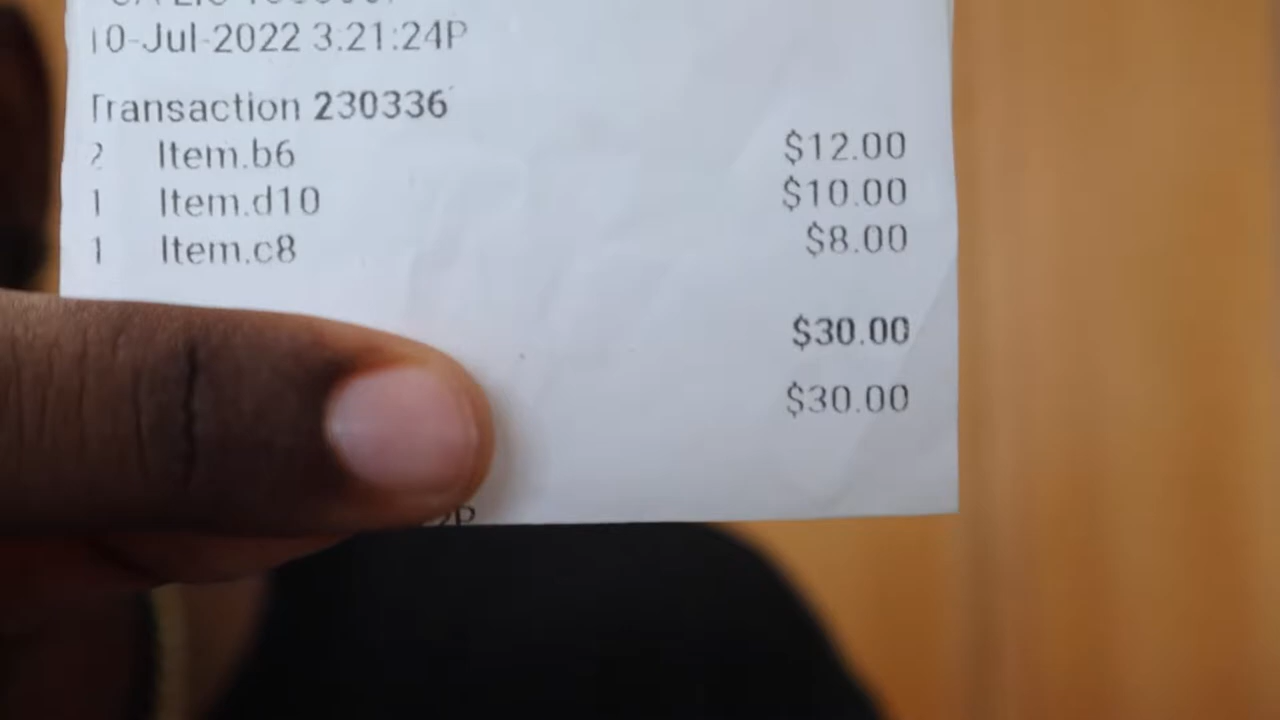 10-Jul-2022 3:21:24P
Transaction 230336
2 Item.b6 $12.00
1 Item.d10 $10.00
1 Item.c8 $8.00
$30.00
$30.00